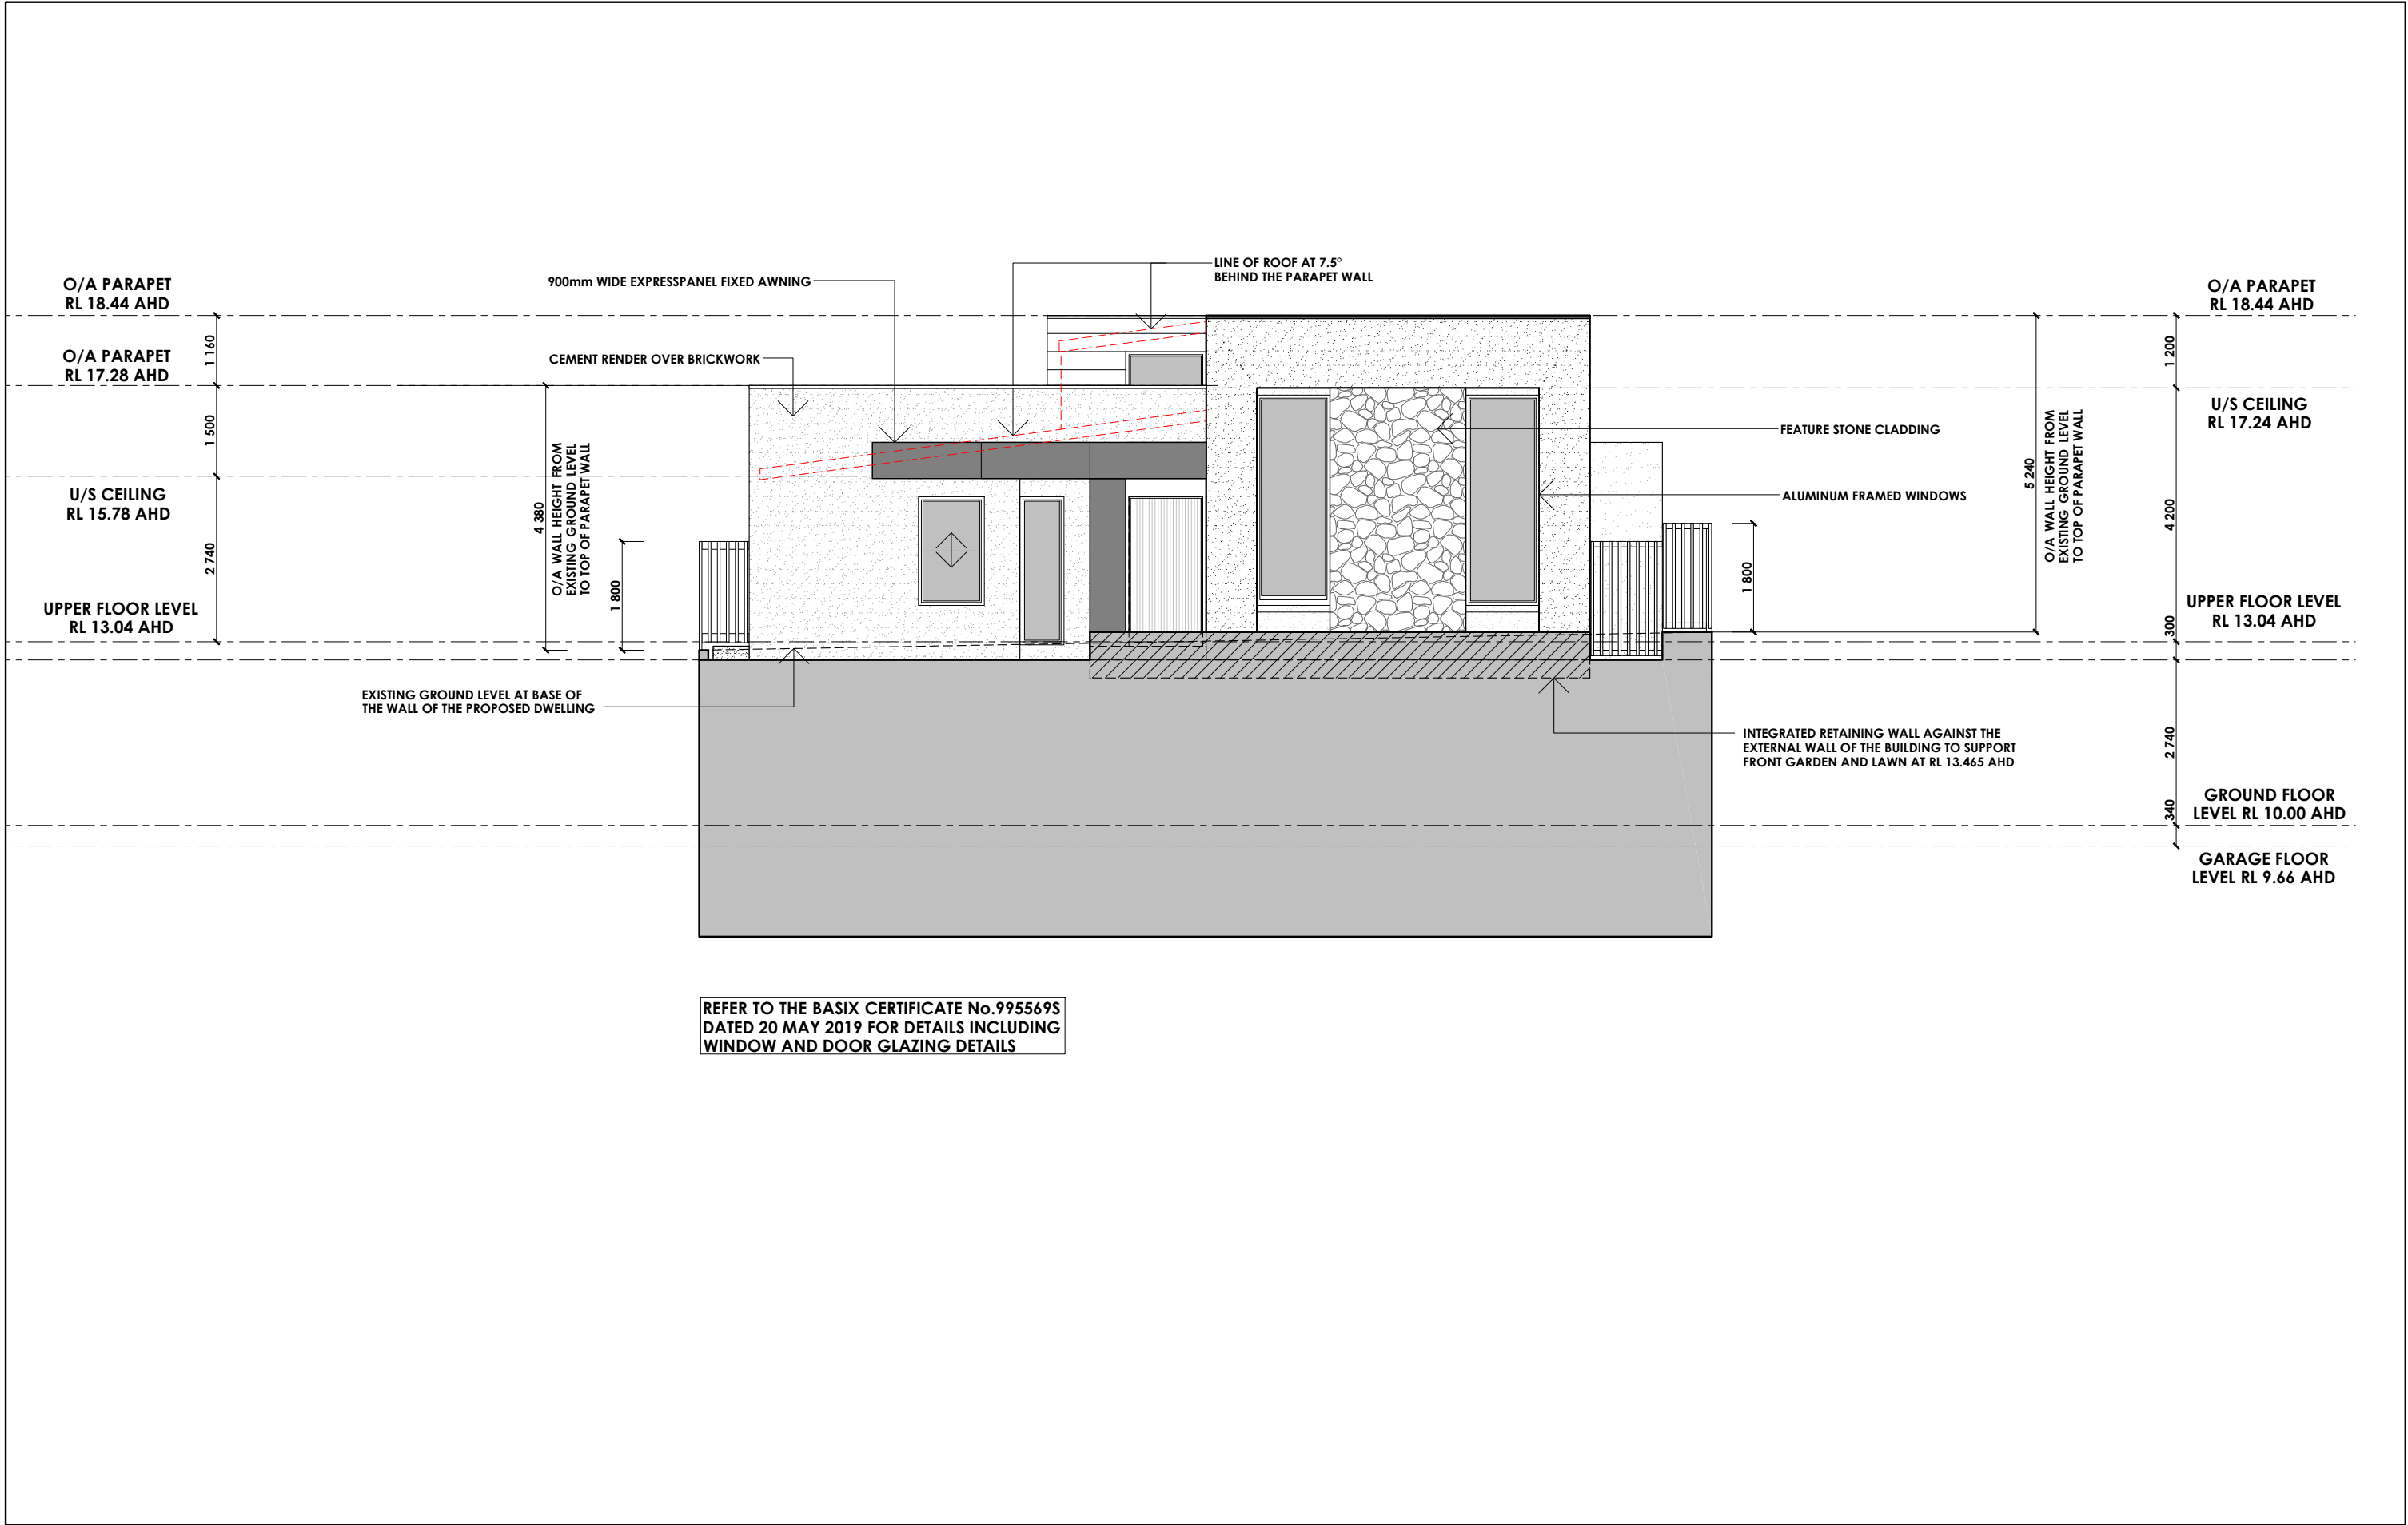 O/A PARAPET
RL 18.44 AHD
O/A PARAPET
RL 17.28 AHD
U/S CEILING
RL 15.78 AHD
UPPER FLOOR LEVEL
RL 13.04 AHD
1 160
1 500
2 740
4 380
O/A WALL HEIGHT FROM
EXISTING GROUND LEVEL
TO TOP OF PARAPET WALL
1 800
900mm WIDE EXPRESSPANEL FIXED AWNING
CEMENT RENDER OVER BRICKWORK
LINE OF ROOF AT 7.5°
BEHIND THE PARAPET WALL
EXISTING GROUND LEVEL AT BASE OF
THE WALL OF THE PROPOSED DWELLING
FEATURE STONE CLADDING
ALUMINUM FRAMED WINDOWS
1 800
INTEGRATED RETAINING WALL AGAINST THE
EXTERNAL WALL OF THE BUILDING TO SUPPORT
FRONT GARDEN AND LAWN AT RL 13.465 AHD
5 240
O/A WALL HEIGHT FROM
EXISTING GROUND LEVEL
TO TOP OF PARAPET WALL
1 200
4 200
300
2 740
340
O/A PARAPET
RL 18.44 AHD
U/S CEILING
RL 17.24 AHD
UPPER FLOOR LEVEL
RL 13.04 AHD
GROUND FLOOR
LEVEL RL 10.00 AHD
GARAGE FLOOR
LEVEL RL 9.66 AHD
REFER TO THE BASIX CERTIFICATE No.995569S
DATED 20 MAY 2019 FOR DETAILS INCLUDING
WINDOW AND DOOR GLAZING DETAILS